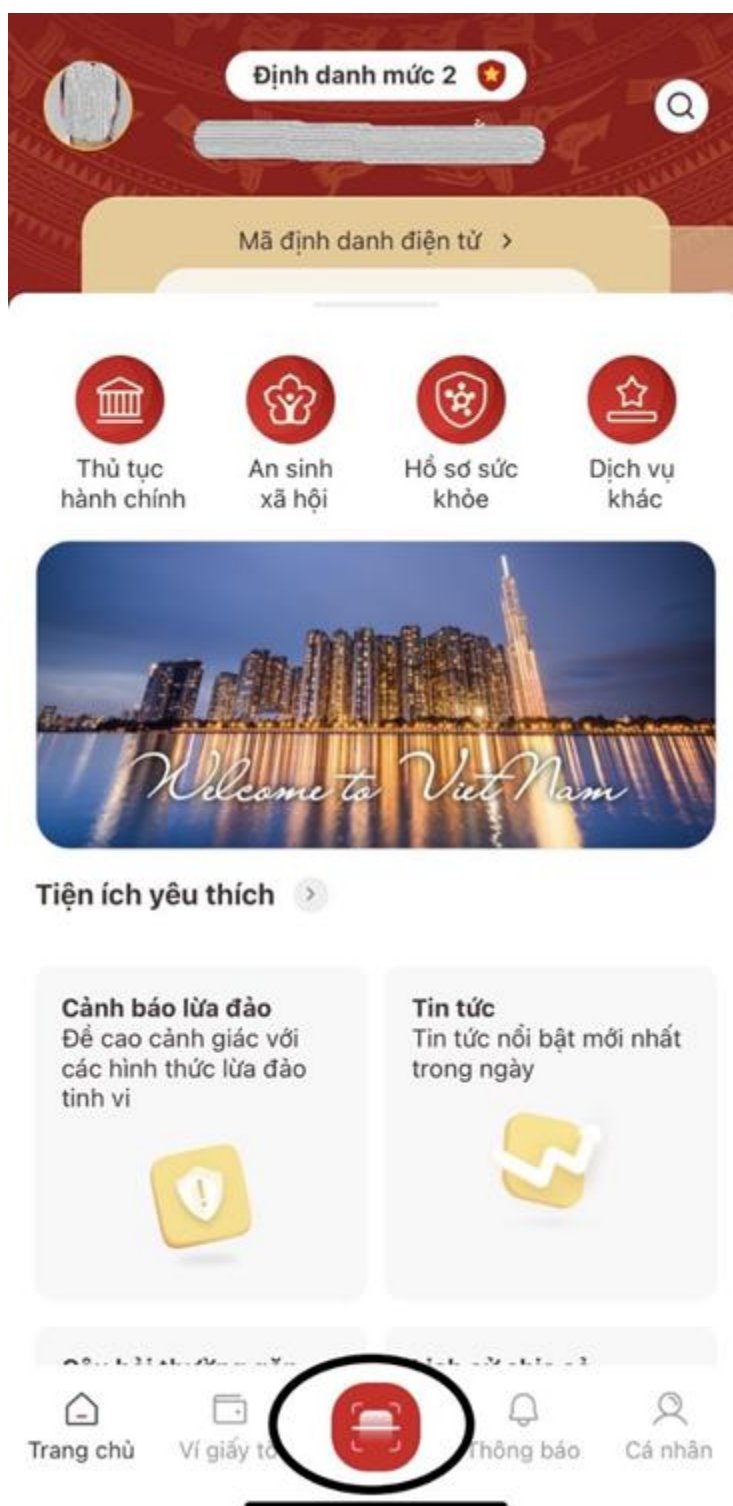 Định danh mức 2
Mã định danh điện tử >
Thủ tục
hành chính
An sinh
xã hội
Hồ sơ sức
khỏe
Dịch vụ
khác
Welcome to Viet Nam
Tiện ích yêu thích >
Cảnh báo lừa đảo
Đề cao cảnh giác với
các hình thức lừa đảo
tinh vi
Tin tức
Tin tức nổi bật mới nhất
trong ngày
Trang chủ
Ví giấy tờ
Thông báo
Cá nhân